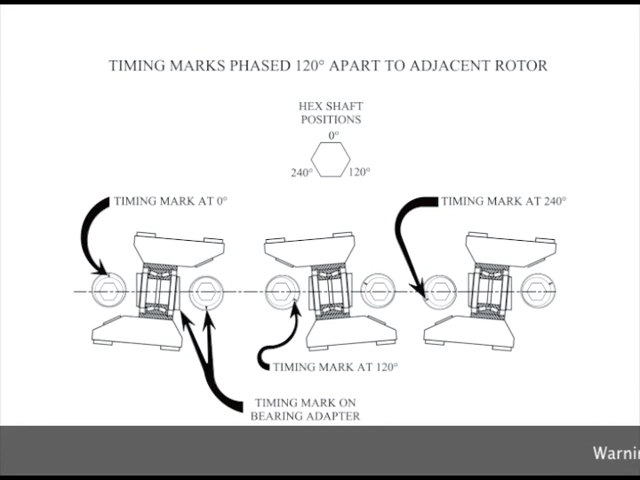 TIMING MARKS PHASED 120° APART TO ADJACENT ROTOR
HEX SHAFT
POSITIONS
0°
240°
120°
TIMING MARK AT 0°
TIMING MARK AT 240°
TIMING MARK AT 120°
TIMING MARK ON
BEARING ADAPTER
Warnin